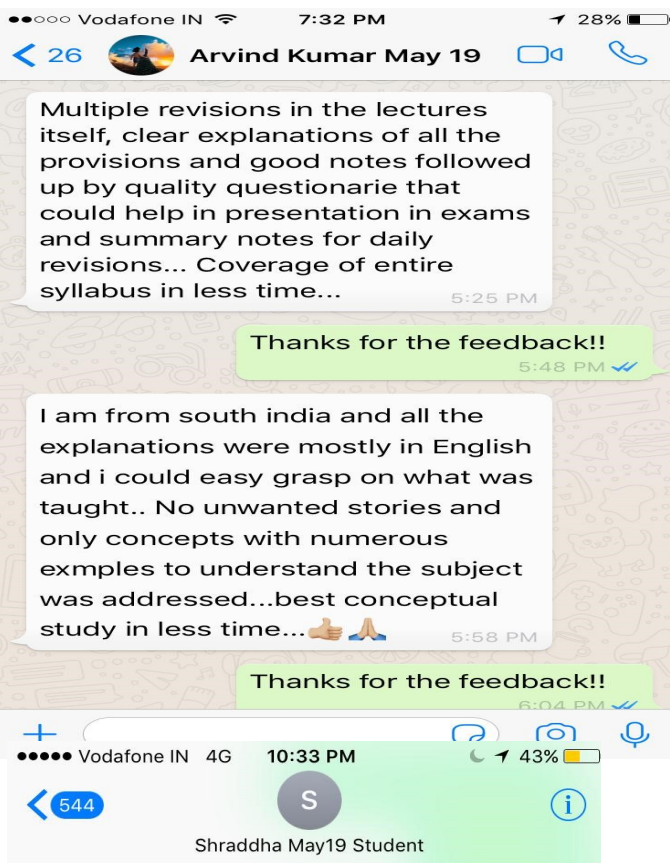 Vodafone IN 7:32 PM 28%
26 Arvind Kumar May 19
Multiple revisions in the lectures
itself, clear explanations of all the
provisions and good notes followed
up by quality questionarie that
could help in presentation in exams
and summary notes for daily
revisions... Coverage of entire
syllabus in less time...
5:25 PM
Thanks for the feedback!!
5:48 PM
I am from south india and all the
explanations were mostly in English
and i could easy grasp on what was
taught.. No unwanted stories and
only concepts with numerous
exmples to understand the subject
was addressed...best conceptual
study in less time...👍🏼🙏🏼
5:58 PM
Thanks for the feedback!!
6:04 PM
Vodafone IN 4G 10:33 PM 43%
544
S
Shraddha May19 Student